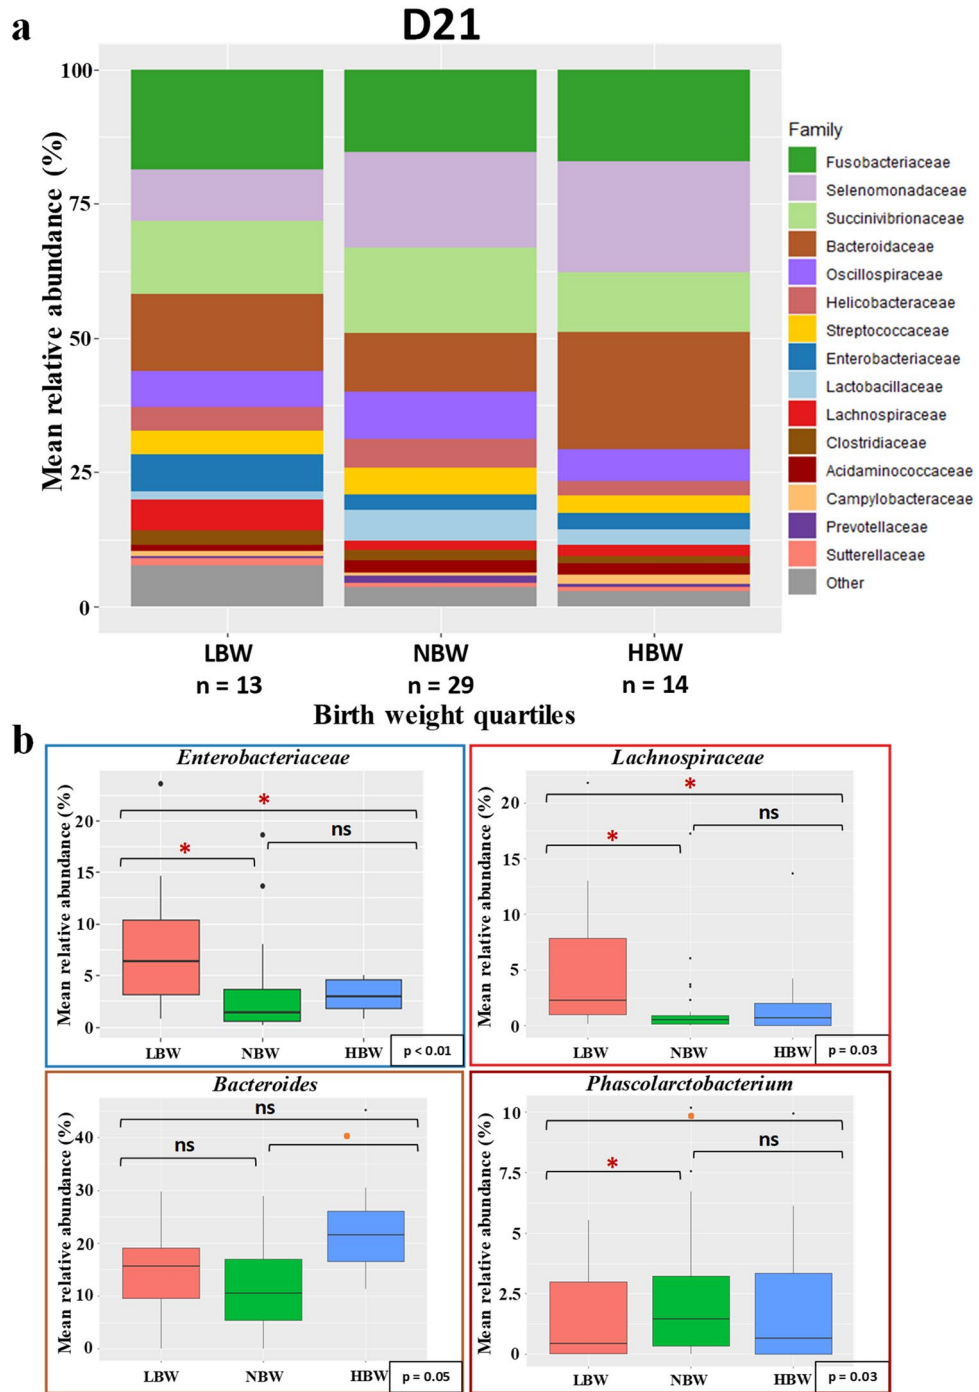 a
D21
Mean relative abundance (%)
100
75
50
25
0
LBW
n = 13
NBW
n = 29
HBW
n = 14
Birth weight quartiles
Family
Fusobacteriaceae
Selenomonadaceae
Succinivibrionaceae
Bacteroidaceae
Oscillospiraceae
Helicobacteraceae
Streptococcaceae
Enterobacteriaceae
Lactobacillaceae
Lachnospiraceae
Clostridiaceae
Acidaminococcaceae
Campylobacteraceae
Prevotellaceae
Sutterellaceae
Other
b
Enterobacteriaceae
Mean relative abundance (%)
20
15
10
5
0
*
*
ns
LBW
NBW
HBW
p < 0.01
Lachnospiraceae
Mean relative abundance (%)
20
15
10
5
0
*
*
ns
LBW
NBW
HBW
p = 0.03
Bacteroides
Mean relative abundance (%)
40
30
20
10
0
ns
ns
LBW
NBW
HBW
p = 0.05
Phascolarctobacterium
Mean relative abundance (%)
10
7.5
5
2.5
0
*
ns
LBW
NBW
HBW
p = 0.03